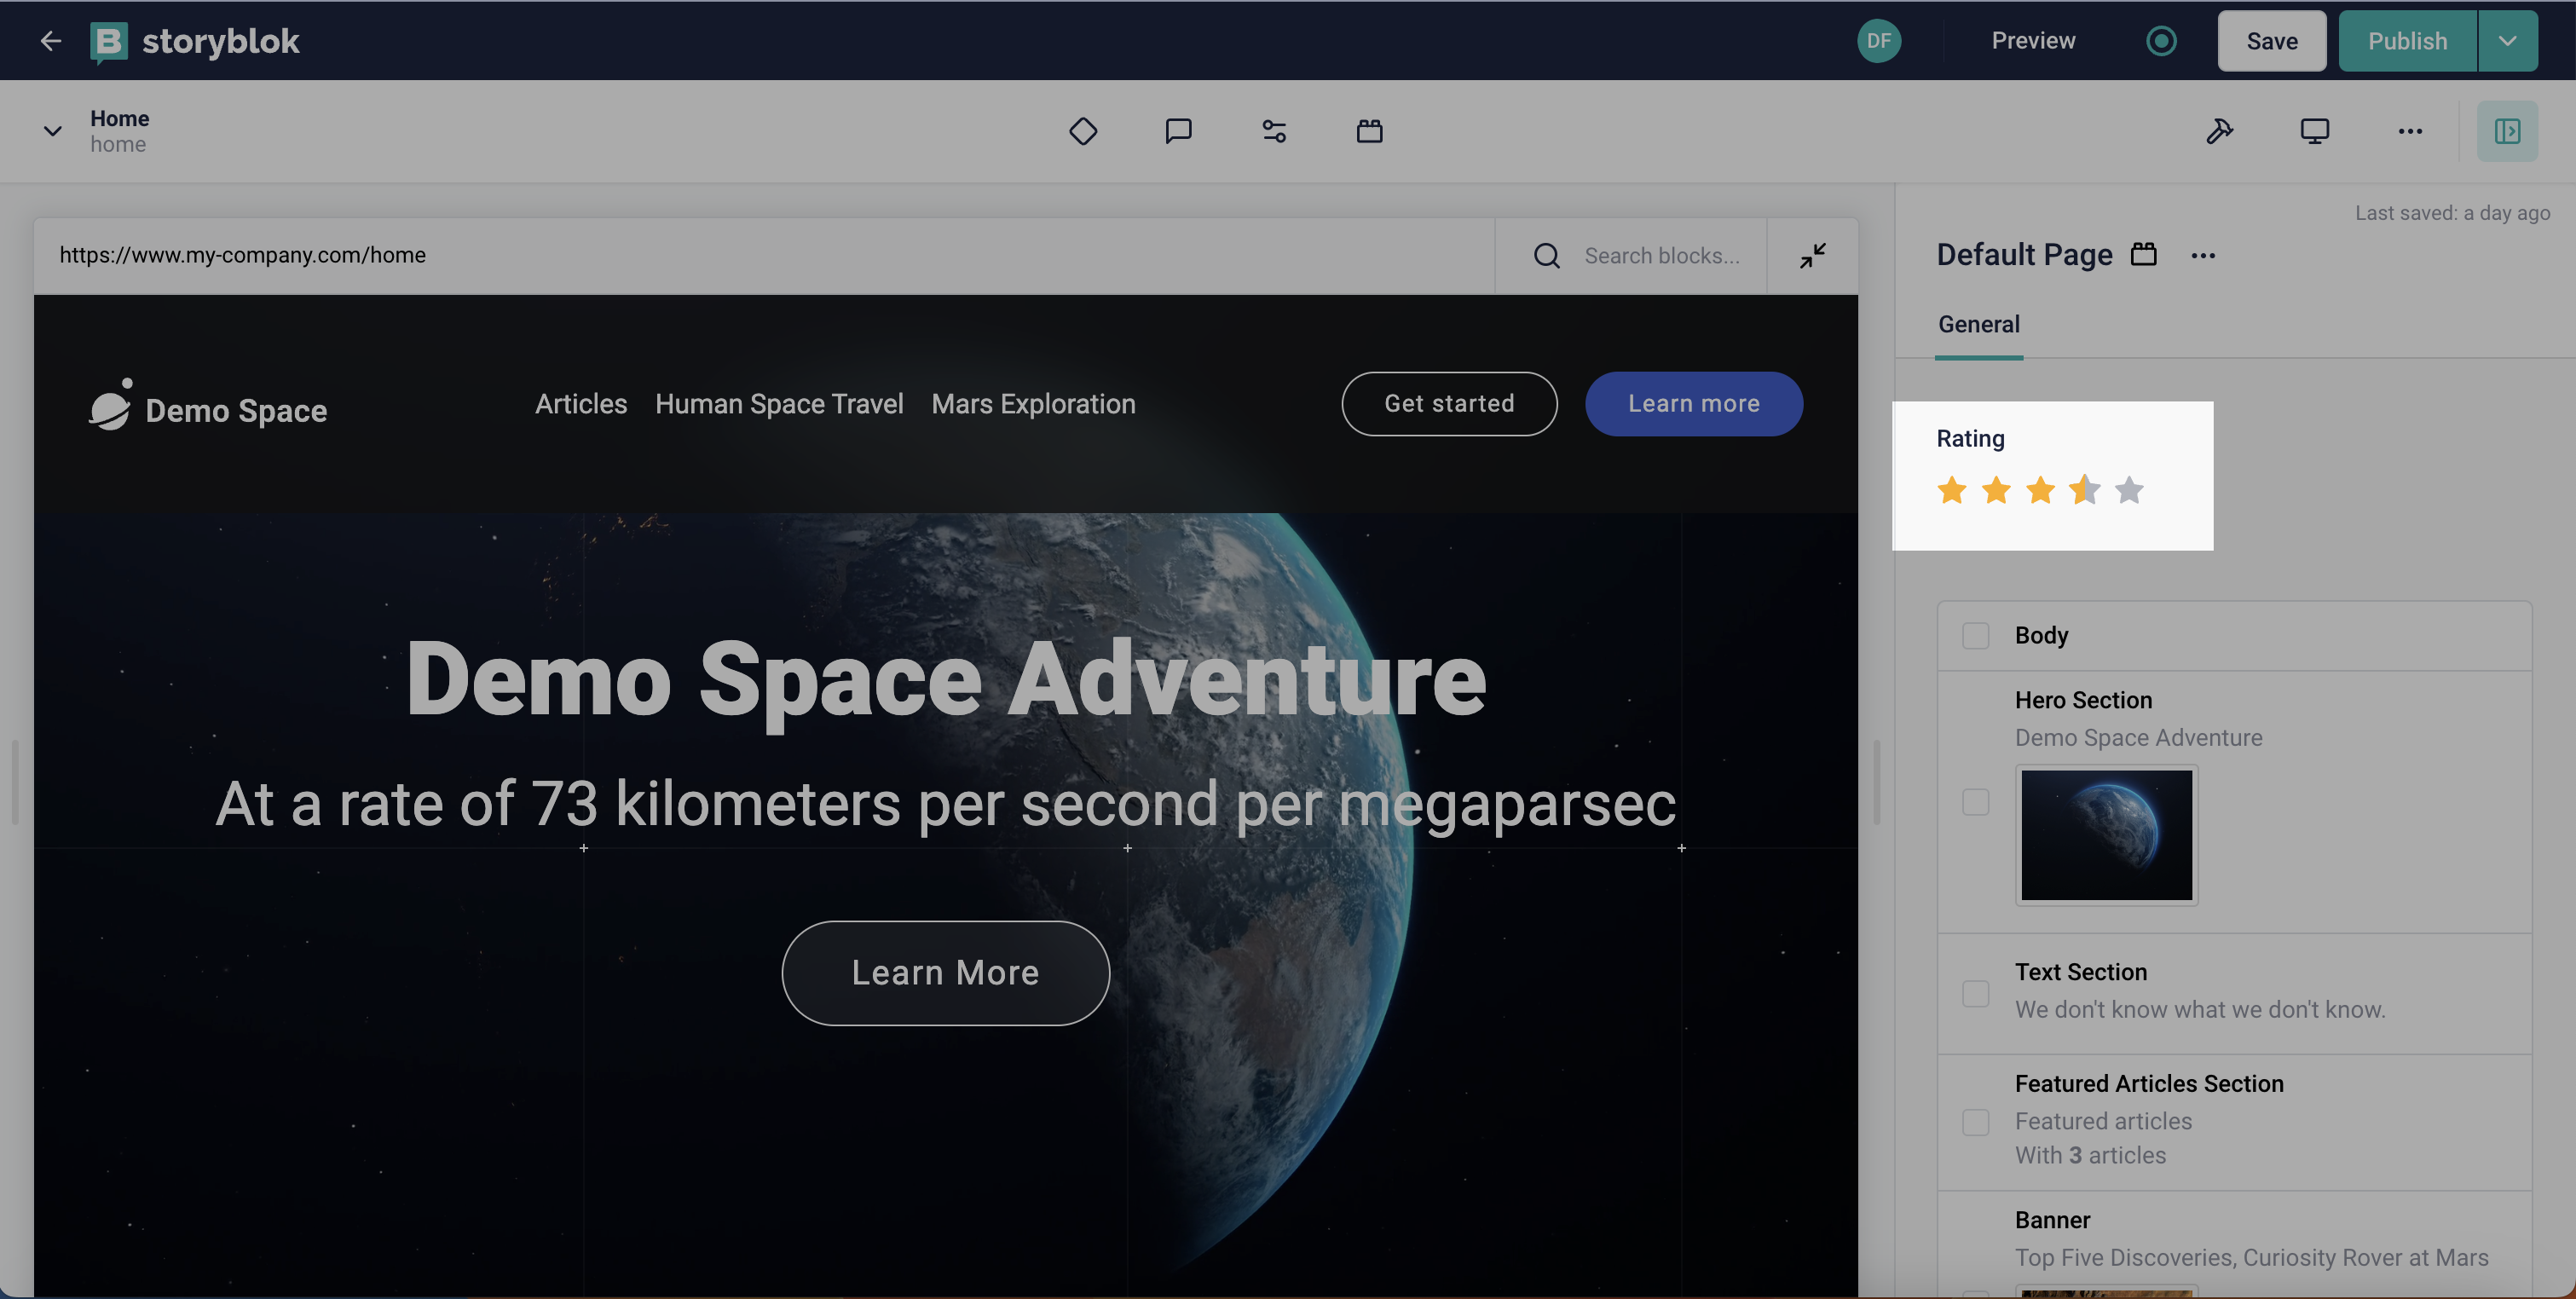 storyblok
DF
Preview
Save
Publish
Home
home
Last saved: a day ago
https://www.my-company.com/home
Search blocks...
Default Page
General
Demo Space
Articles
Human Space Travel
Mars Exploration
Get started
Learn more
Rating
Demo Space Adventure
At a rate of 73 kilometers per second per megaparsec
Learn More
Body
Hero Section
Demo Space Adventure
Text Section
We don't know what we don't know.
Featured Articles Section
Featured articles
With 3 articles
Banner
Top Five Discoveries, Curiosity Rover at Mars